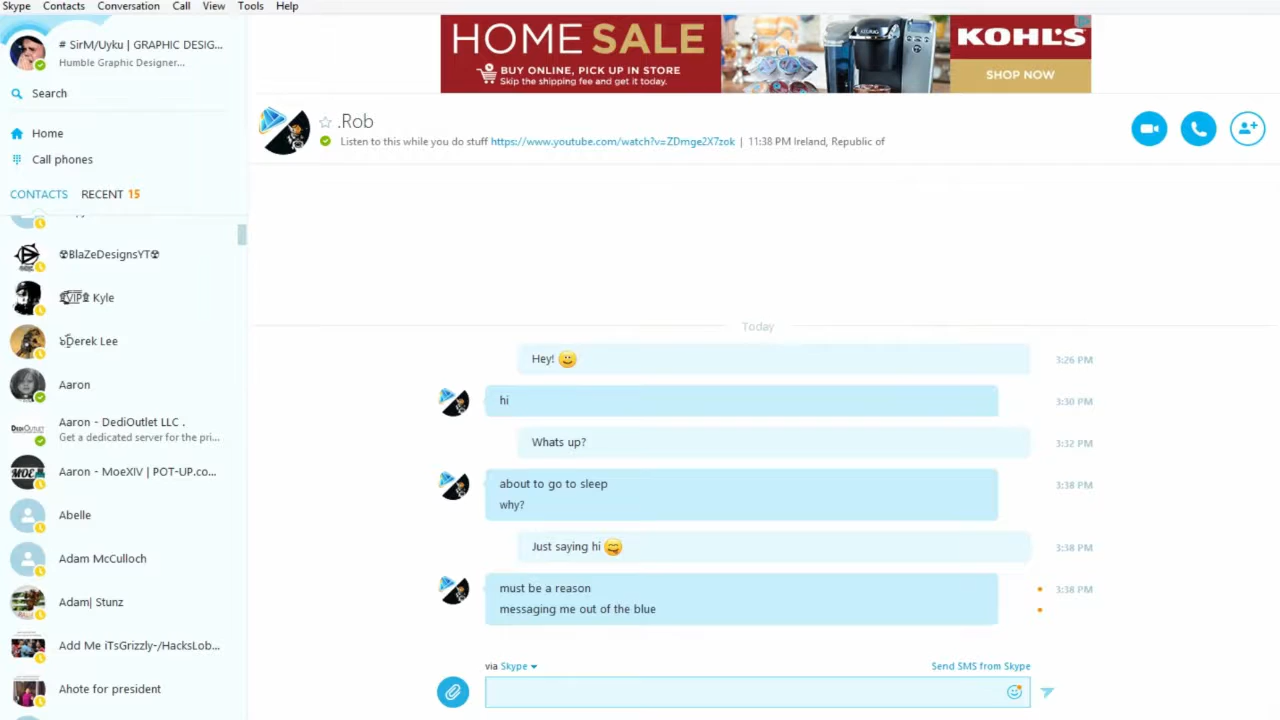 Skype Contacts Conversation Call View Tools Help
# SirM/Uyku | GRAPHIC DESIG...
Humble Graphic Designer...
Search
Home
Call phones
CONTACTS RECENT 15
☢BlaZeDesignsYT☢
VIP Kyle
Derek Lee
Aaron
DEDIOUTLET
Aaron - DediOutlet LLC .
Get a dedicated server for the pri...
MOE
Aaron - MoeXIV | POT-UP.co...
Abelle
Adam McCulloch
Adam| Stunz
Add Me iTsGrizzly-/HacksLob...
Ahote for president
HOME SALE
BUY ONLINE, PICK UP IN STORE
Skip the shipping fee and get it today.
KEURIG
KOHL'S
SHOP NOW
.Rob
Listen to this while you do stuff https://www.youtube.com/watch?v=ZDmge2X7zok | 11:38 PM Ireland, Republic of
Today
Hey! 3:26 PM
hi 3:30 PM
Whats up? 3:32 PM
about to go to sleep 3:38 PM
why?
Just saying hi 3:38 PM
must be a reason 3:38 PM
messaging me out of the blue
via Skype Send SMS from Skype